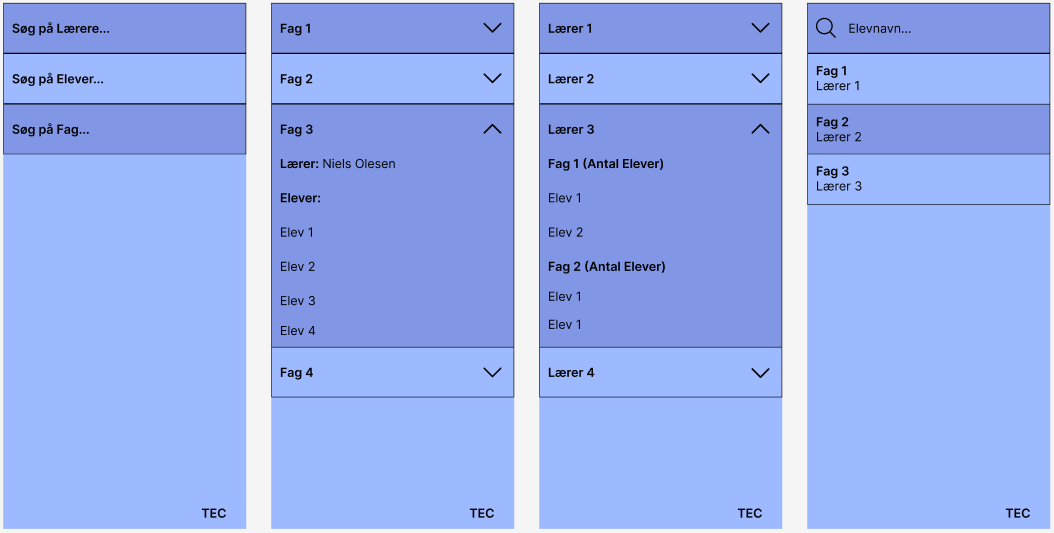 Søg på Lærere...
Søg på Elever...
Søg på Fag...
TEC
Fag 1
Fag 2
Fag 3
Lærer: Niels Olesen
Elever:
Elev 1
Elev 2
Elev 3
Elev 4
Fag 4
TEC
Lærer 1
Lærer 2
Lærer 3
Fag 1 (Antal Elever)
Elev 1
Elev 2
Fag 2 (Antal Elever)
Elev 1
Elev 1
Lærer 4
TEC
Elevnavn...
Fag 1
Lærer 1
Fag 2
Lærer 2
Fag 3
Lærer 3
TEC